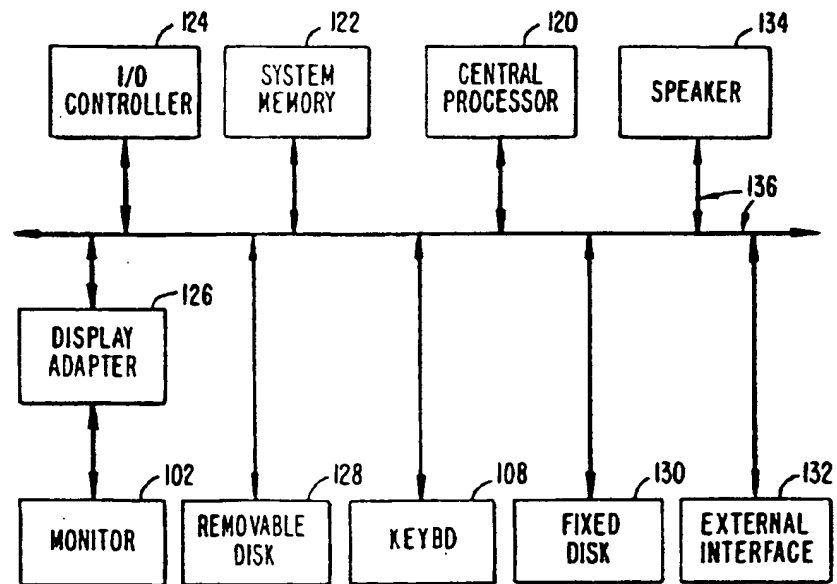 124
122
120
134
I/O
CONTROLLER
SYSTEM
MEMORY
CENTRAL
PROCESSOR
SPEAKER
136
126
DISPLAY
ADAPTER
102
128
108
130
132
MONITOR
REMOVABLE
DISK
KEYBD
FIXED
DISK
EXTERNAL
INTERFACE